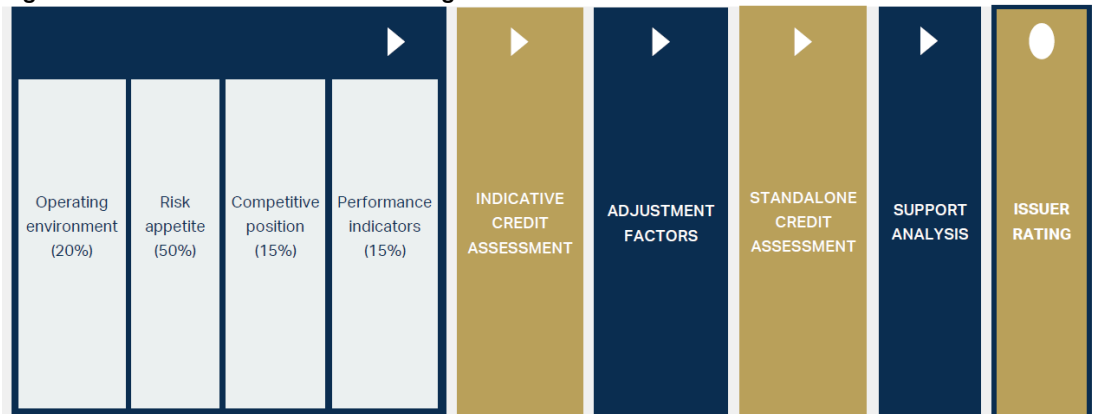 Operating
environment
(20%)
Risk
appetite
(50%)
Competitive
position
(15%)
Performance
indicators
(15%)
INDICATIVE
CREDIT
ASSESSMENT
ADJUSTMENT
FACTORS
STANDALONE
CREDIT
ASSESSMENT
SUPPORT
ANALYSIS
ISSUER
RATING